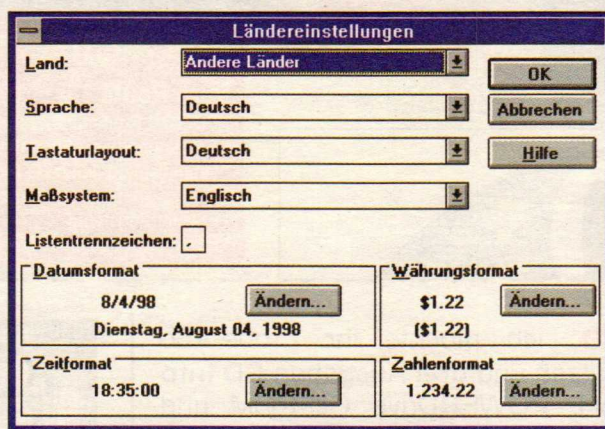 Ländereinstellungen
Land:
Andere Länder
OK
Sprache:
Deutsch
Abbrechen
Tastaturlayout:
Deutsch
Hilfe
Maßsystem:
Englisch
Listentrennzeichen: ,
Datumsformat
8/4/98
Ändern...
Dienstag, August 04, 1998
Währungsformat
$1.22
Ändern...
($1.22)
Zeitformat
18:35:00
Ändern...
Zahlenformat
1,234.22
Ändern...